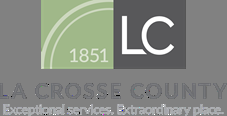 1851 LC
LA CROSSE COUNTY
Exceptional services. Extraordinary place.